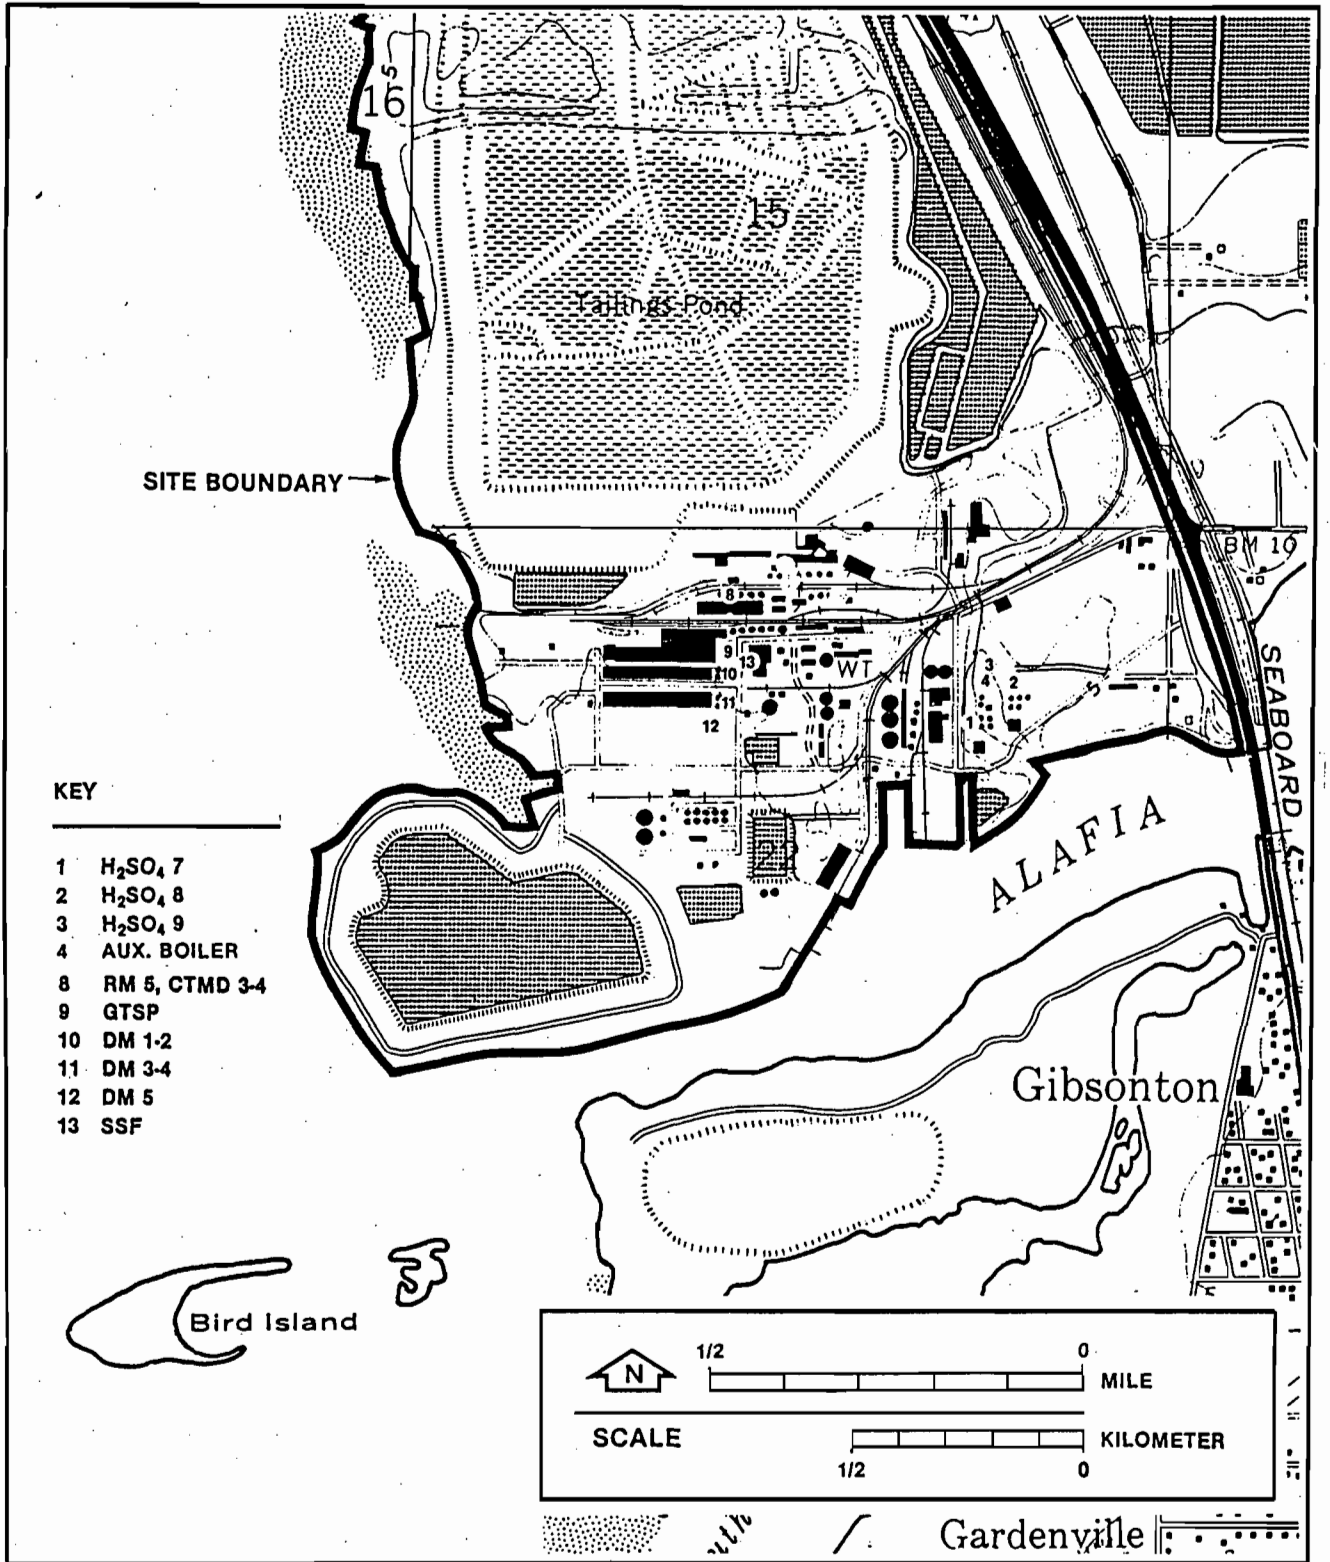 5
16
15
Tailings Pond
SITE BOUNDARY
BM 10
8
9
13
10
WT
11
12
3
4
2
1
5
SEABOARD
ALAFIA
KEY
1 H₂SO₄ 7
2 H₂SO₄ 8
3 H₂SO₄ 9
4 AUX. BOILER
8 RM 5, CTMD 3-4
9 GTSP
10 DM 1-2
11 DM 3-4
12 DM 5
13 SSF
Gibsonton
Bird Island
N
1/2 0
MILE
SCALE
KILOMETER
1/2 0
Gardenville